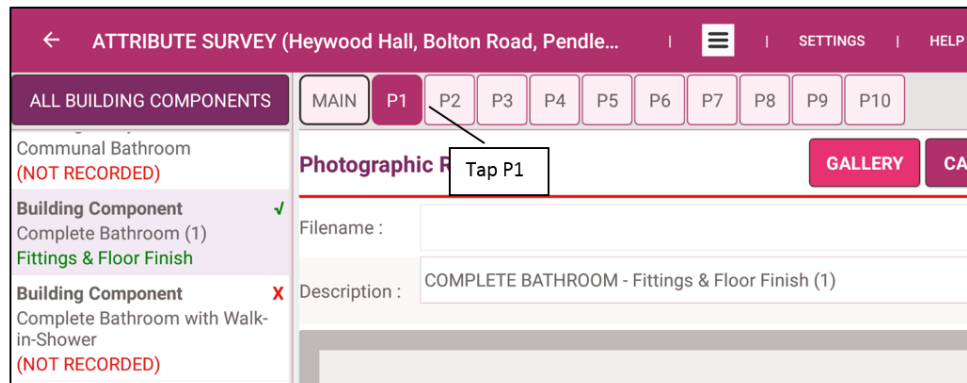 ← ATTRIBUTE SURVEY (Heywood Hall, Bolton Road, Pendle... | | SETTINGS | HELP
ALL BUILDING COMPONENTS
MAIN P1 P2 P3 P4 P5 P6 P7 P8 P9 P10
Communal Bathroom
(NOT RECORDED)
Building Component √
Complete Bathroom (1)
Fittings & Floor Finish
Building Component X
Complete Bathroom with Walk-
in-Shower
(NOT RECORDED)
Photographic R
Tap P1
GALLERY CA
Filename :
Description : COMPLETE BATHROOM - Fittings & Floor Finish (1)